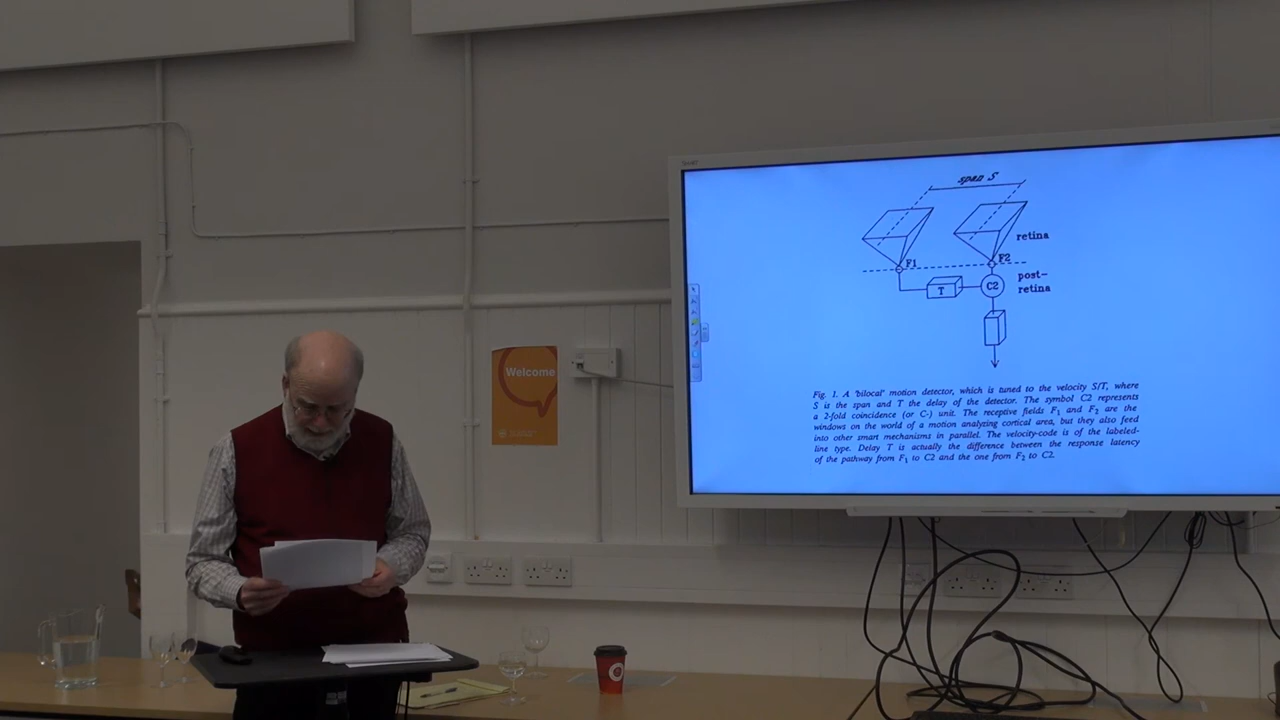 Welcome
span S
retina
F1
F2
post-
T
C2
retina
Fig. 1. A 'bilocal' motion detector, which is tuned to the velocity S/T, where
S is the span and T the delay of the detector. The symbol C2 represents
a 2-fold coincidence (or C-) unit. The receptive fields F₁ and F₂ are the
windows on the world of a motion analyzing cortical area, but they also feed
into other smart mechanisms in parallel. The velocity-code is of the labeled-
line type. Delay T is actually the difference between the response latency
of the pathway from F₁ to C2 and the one from F₂ to C2.